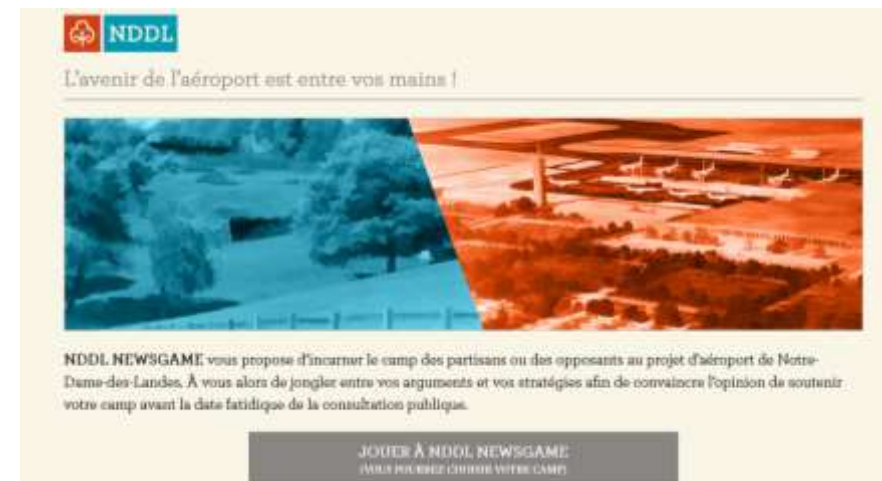 NDDL
L'avenir de l'aéroport est entre vos mains !
NDDL NEWSGAME vous propose d'incarner le camp des partisans ou des opposants au projet d'aéroport de Notre-
Dame-des-Landes. À vous alors de jongler entre vos arguments et vos stratégies afin de convaincre l'opinion de soutenir
votre camp avant la date fatidique de la consultation publique.
JOUER À NDDL NEWSGAME
(VOUS POURREZ CHOISIR VOTRE CAMP)